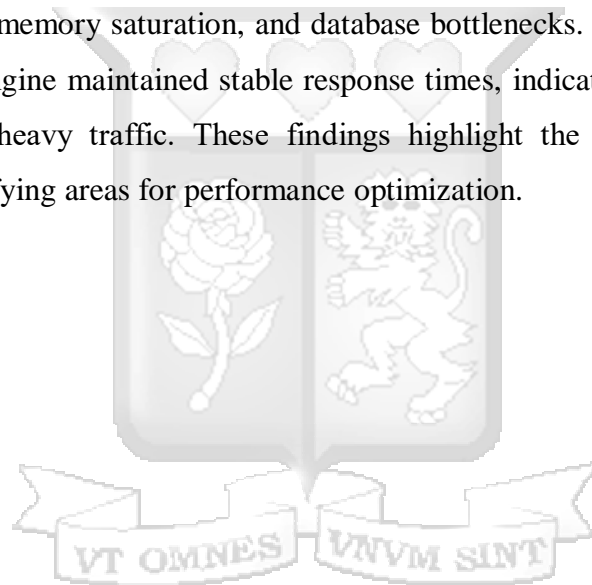 memory saturation, and database bottlenecks.
gine maintained stable response times, indicat
heavy traffic. These findings highlight the
fying areas for performance optimization.
VT OMNES VNVM SINT